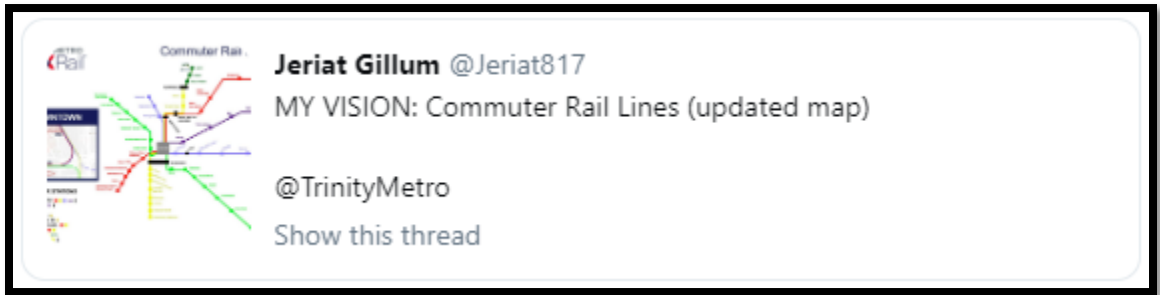 Commuter Rail
Rail
Jeriat Gillum @Jeriat817
MY VISION: Commuter Rail Lines (updated map)
@TrinityMetro
Show this thread